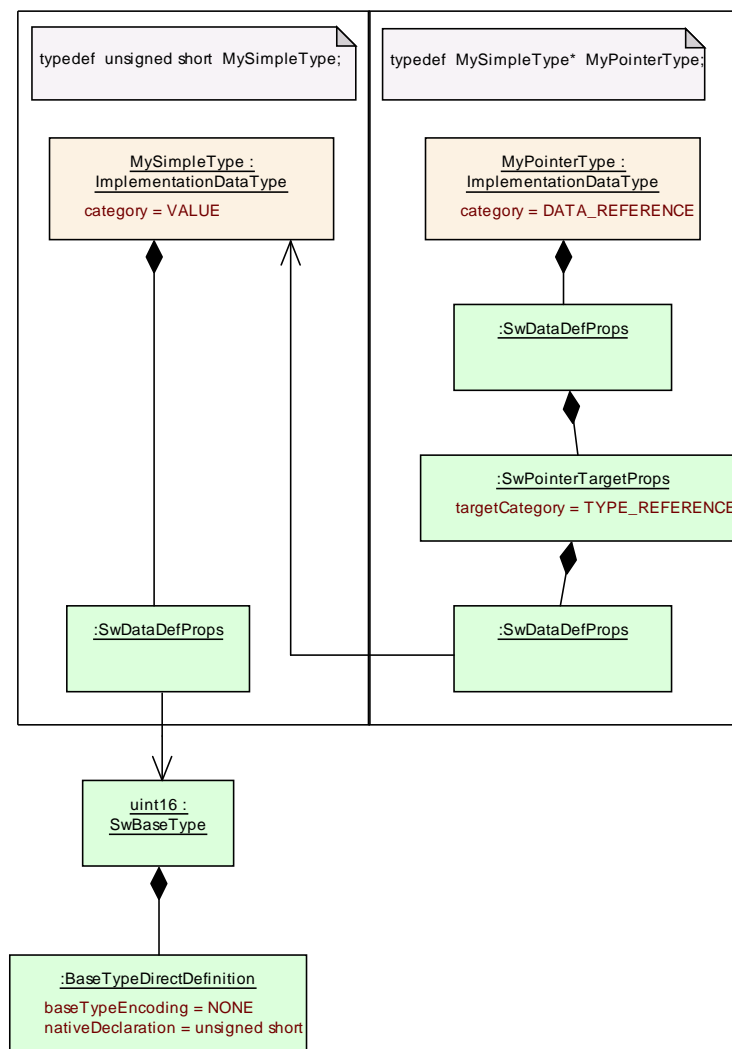 typedef unsigned short MySimpleType;
typedef MySimpleType* MyPointerType;
MySimpleType :
ImplementationDataType
category = VALUE
MyPointerType :
ImplementationDataType
category = DATA_REFERENCE
:SwDataDefProps
:SwPointerTargetProps
targetCategory = TYPE_REFERENCE
:SwDataDefProps
:SwDataDefProps
uint16 :
SwBaseType
:BaseTypeDirectDefinition
baseTypeEncoding = NONE
nativeDeclaration = unsigned short